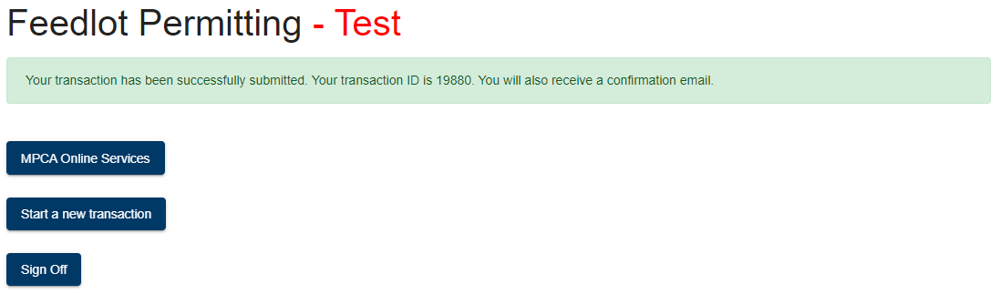 Feedlot Permitting - Test
Your transaction has been successfully submitted. Your transaction ID is 19880. You will also receive a confirmation email.
MPCA Online Services
Start a new transaction
Sign Off